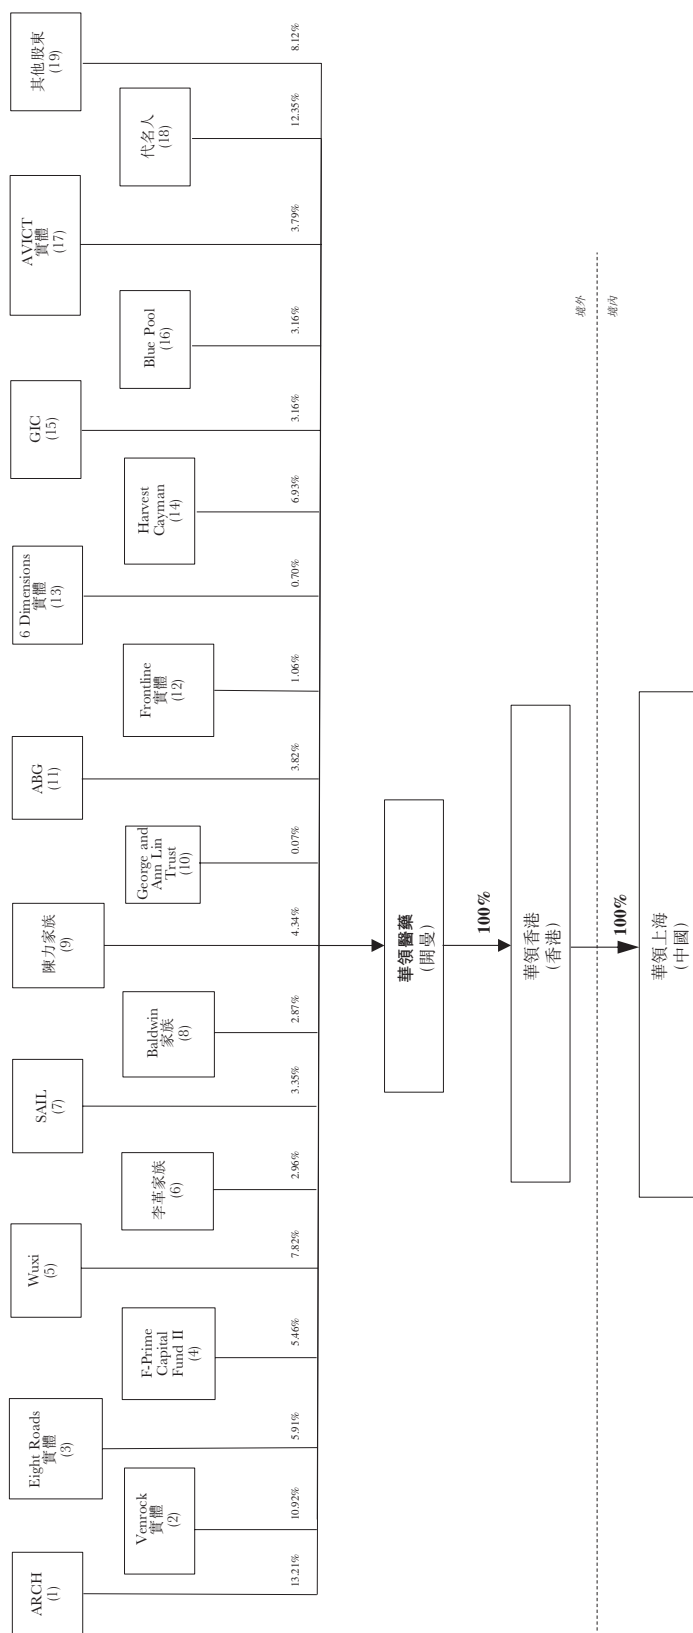 ARCH
(1)
Venrock
實體
(2)
Eight Roads
實體
(3)
F-Prime
Capital
Fund II
(4)
Wuxi
(5)
李革家族
(6)
SAIL
(7)
Baldwin
家族
(8)
陳力家族
(9)
George and
Ann Lin
Trust
(10)
ABG
(11)
Frontline
實體
(12)
6 Dimensions
實體
(13)
Harvest
Cayman
(14)
GIC
(15)
Blue Pool
(16)
AVICT
實體
(17)
代名人
(18)
其他股東
(19)
13.21%
10.92%
5.91%
5.46%
7.82%
2.96%
3.35%
2.87%
4.34%
0.07%
3.82%
1.06%
0.70%
6.93%
3.16%
3.16%
3.79%
12.35%
8.12%
華領醫藥
(開曼)
100%
華領香港
(香港)
境外
境內
100%
華領上海
(中國)